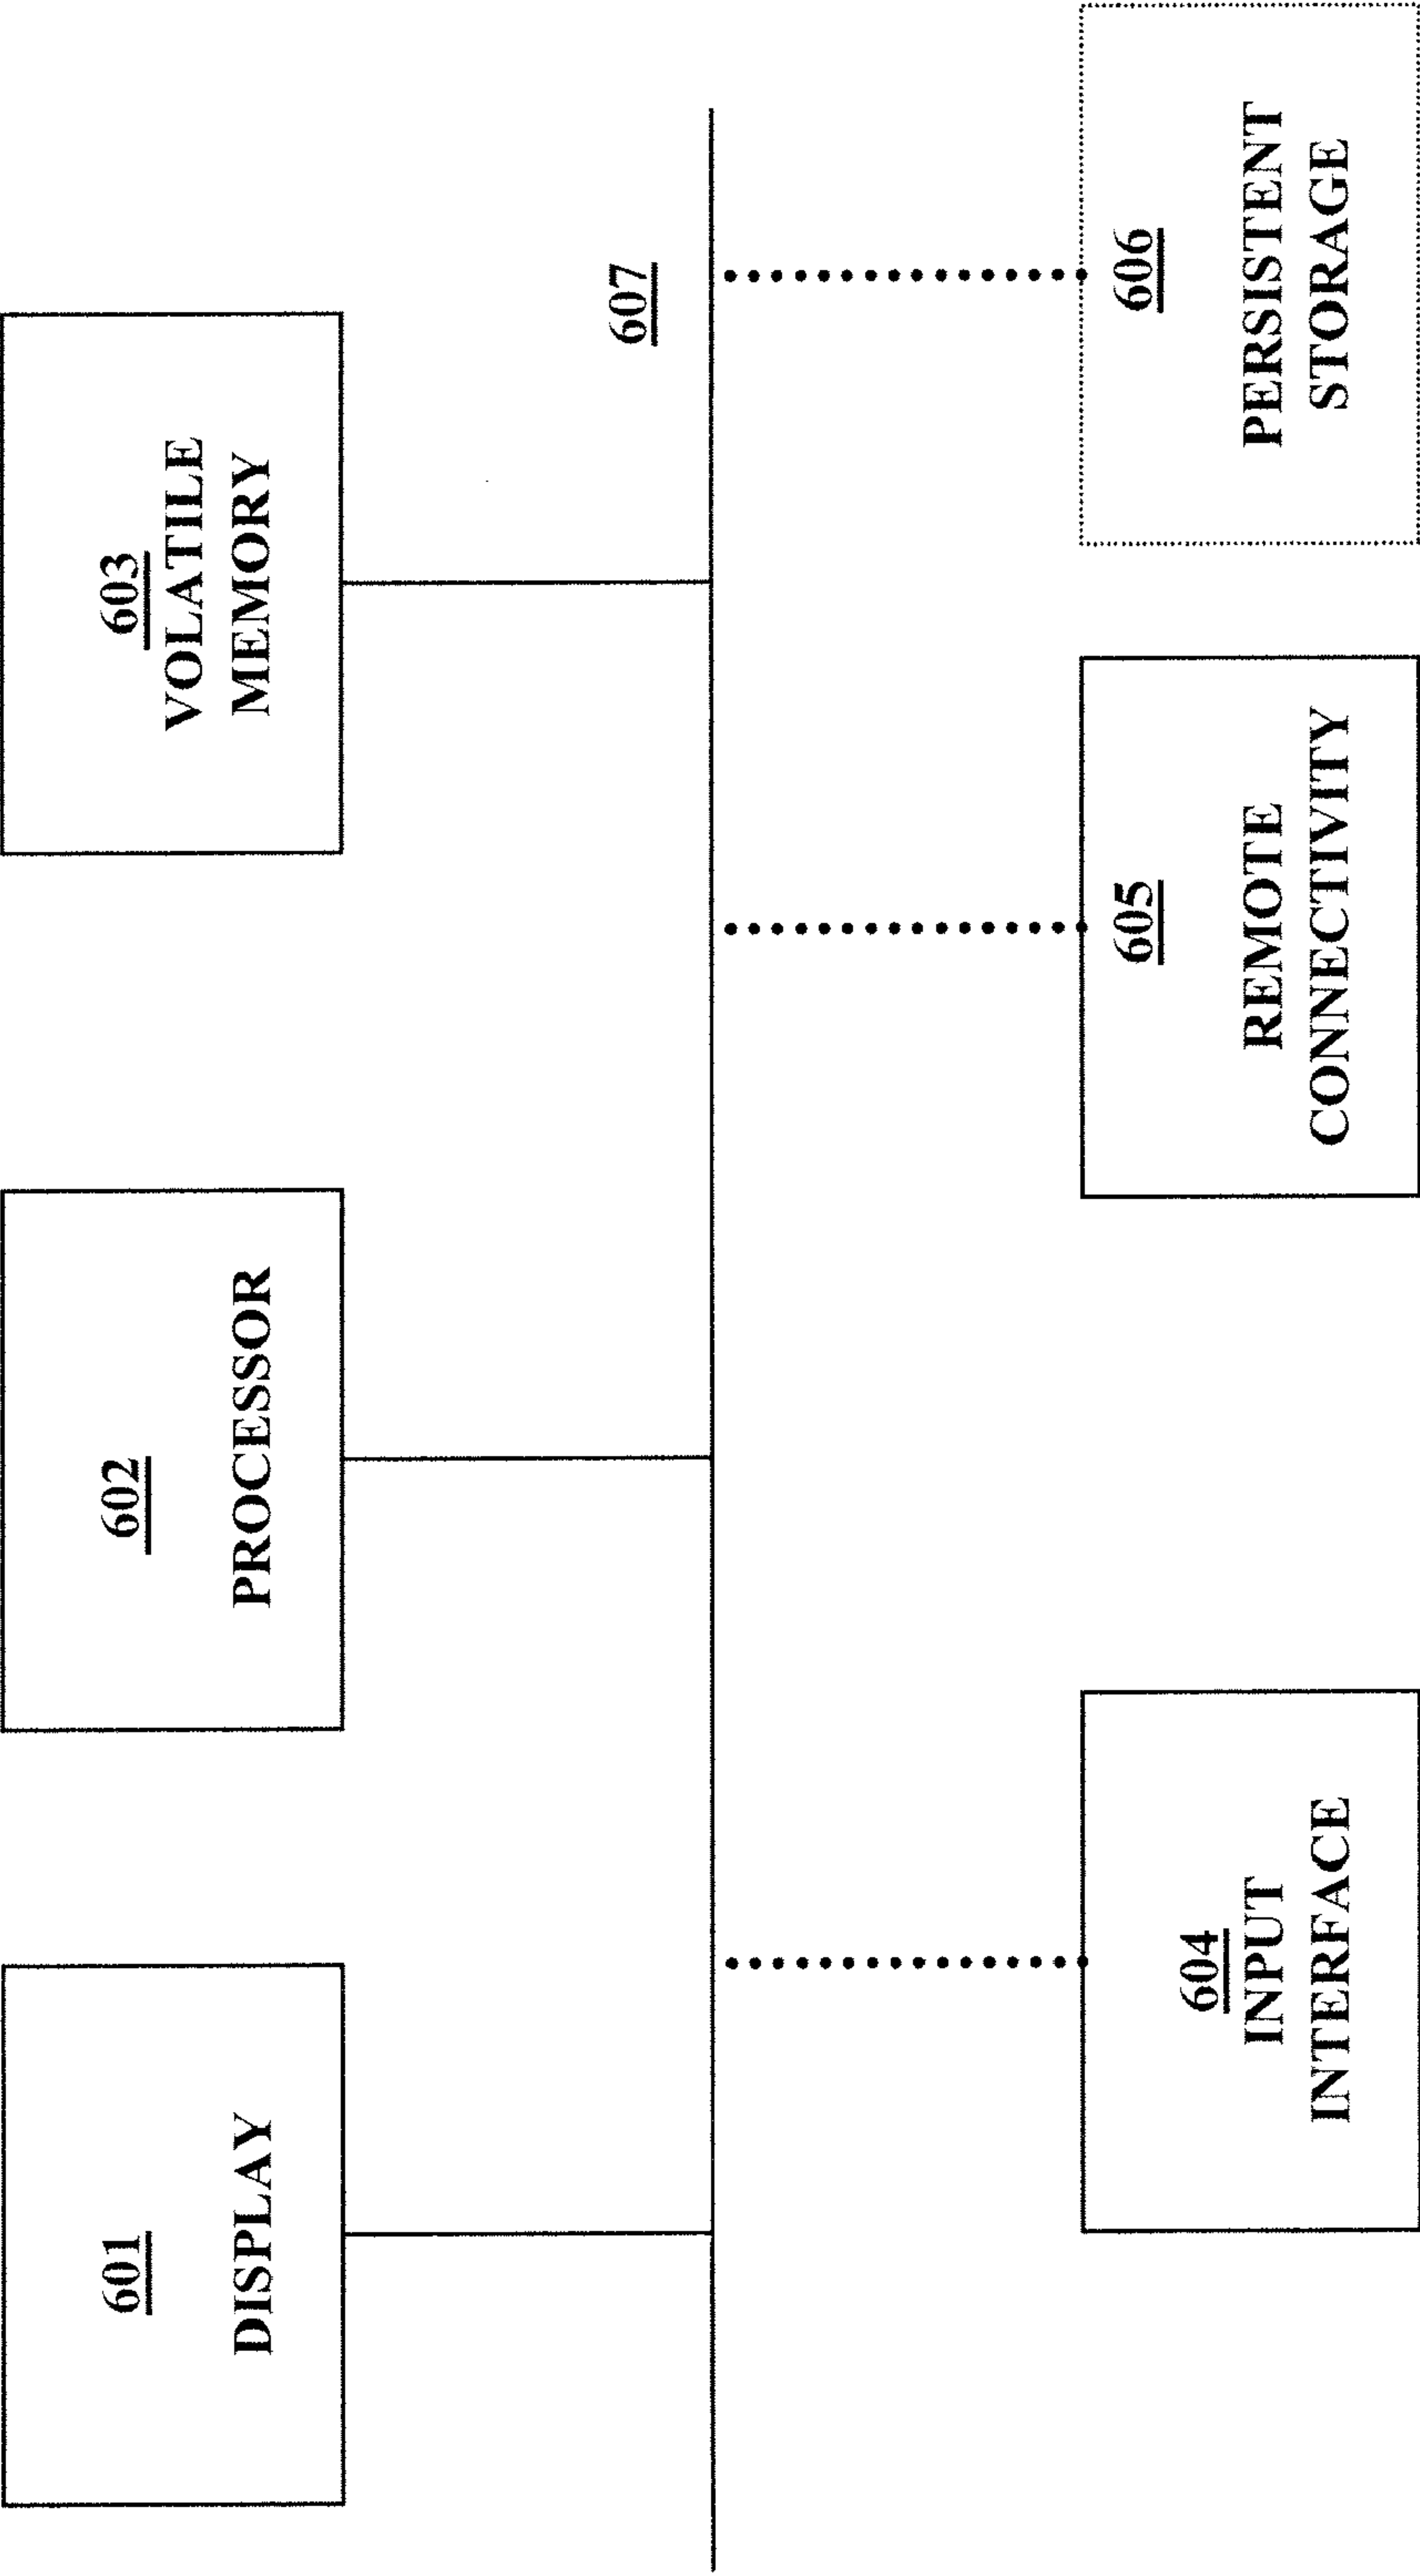 601
DISPLAY
602
PROCESSOR
603
VOLATILE
MEMORY
607
604
INPUT
INTERFACE
605
REMOTE
CONNECTIVITY
606
PERSISTENT
STORAGE